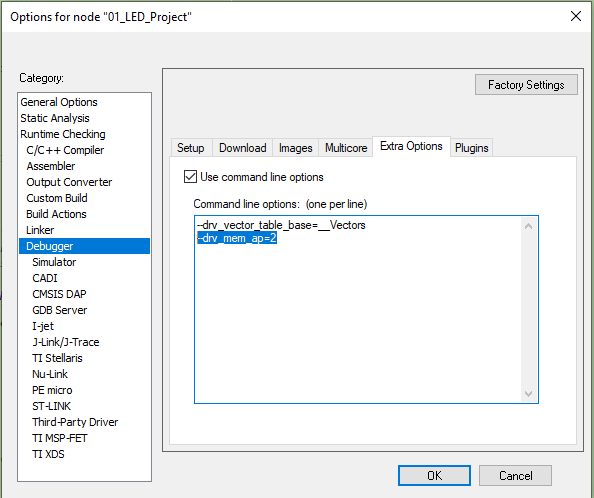 Options for node "01_LED_Project"
Category:
General Options
Static Analysis
Runtime Checking
C/C++ Compiler
Assembler
Output Converter
Custom Build
Build Actions
Linker
Debugger
Simulator
CADI
CMSIS DAP
GDB Server
I-jet
J-Link/J-Trace
TI Stellaris
Nu-Link
PE micro
ST-LINK
Third-Party Driver
TI MSP-FET
TI XDS
Factory Settings
Setup Download Images Multicore Extra Options Plugins
Use command line options
Command line options: (one per line)
--drv_vector_table_base=__Vectors
--drv_mem_ap=2
OK Cancel